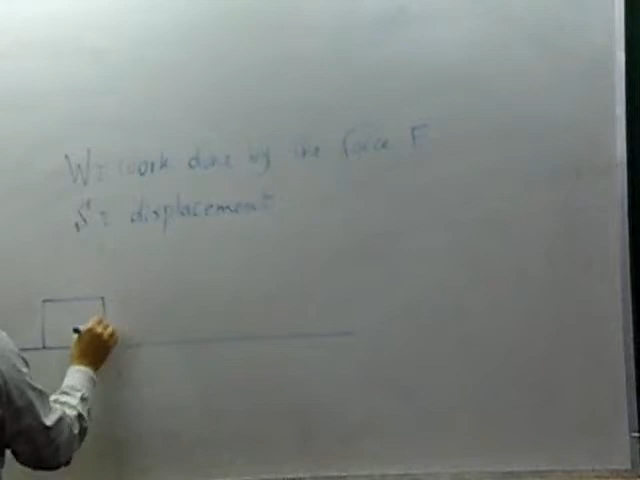 W= work done by the force F
S= displacement